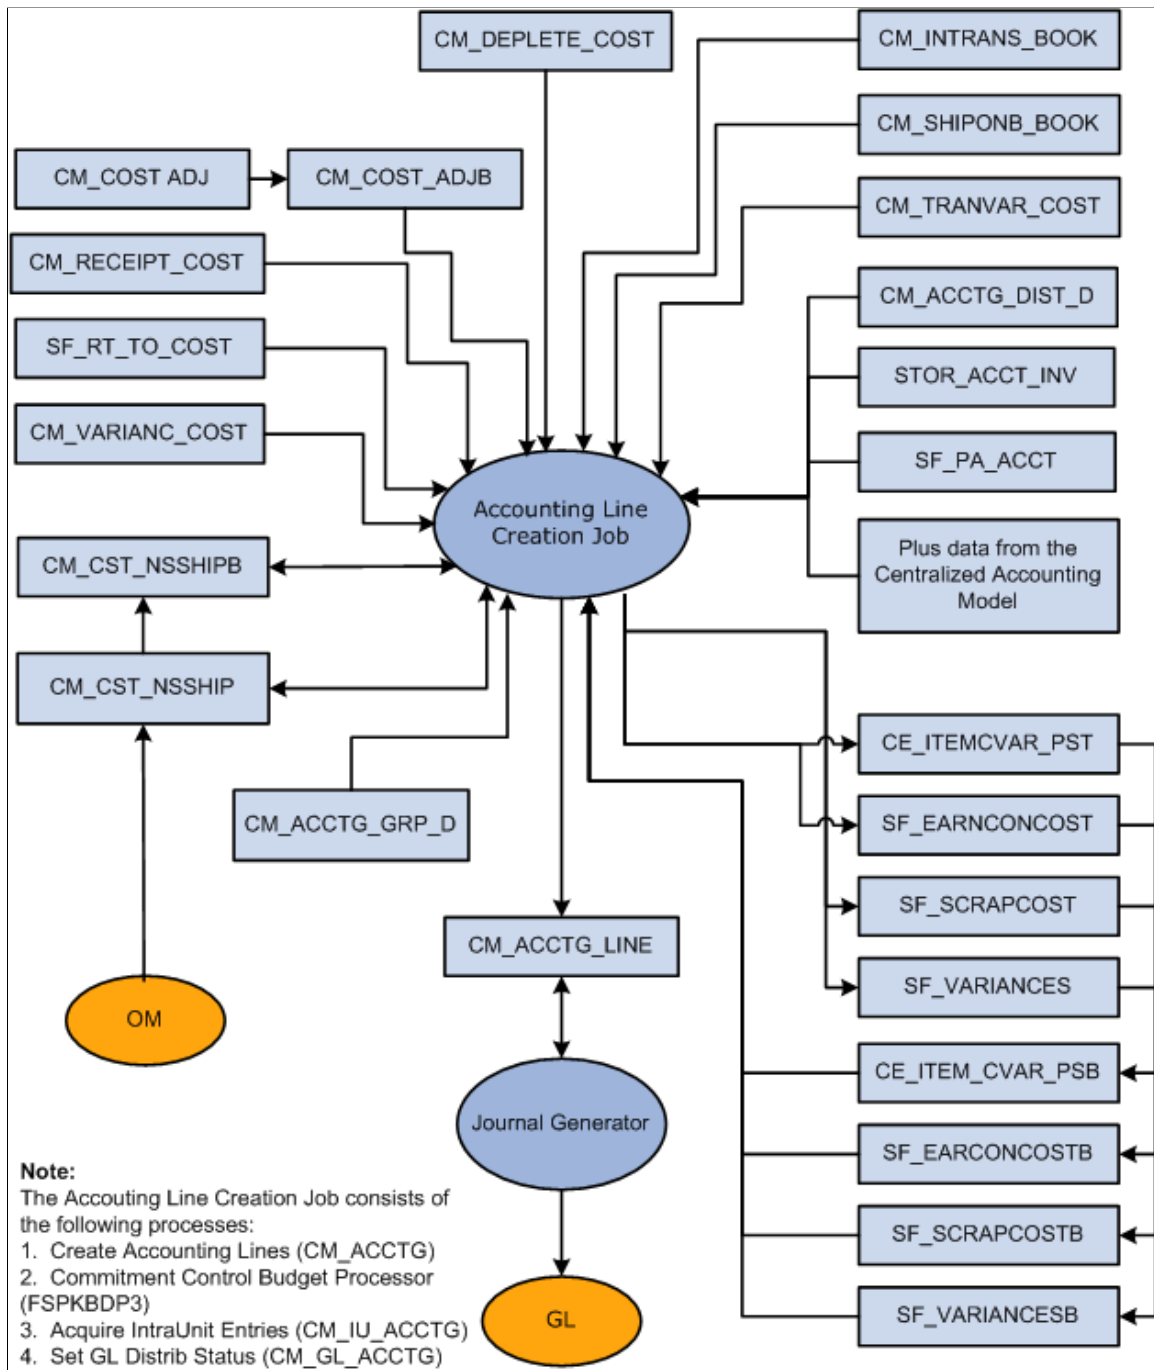 CM_DEPLETE_COST
CM_INTRANS_BOOK
CM_SHIPONB_BOOK
CM_COST ADJ
CM_COST_ADJB
CM_TRANVAR_COST
CM_RECEIPT_COST
CM_ACCTG_DIST_D
SF_RT_TO_COST
STOR_ACCT_INV
CM_VARIANC_COST
SF_PA_ACCT
Accounting Line
Creation Job
Plus data from the
Centralized Accounting
Model
CM_CST_NSSHIPB
CM_CST_NSSHIP
CE_ITEMCVAR_PST
CM_ACCTG_GRP_D
SF_EARNCONCOST
SF_SCRAPCOST
CM_ACCTG_LINE
SF_VARIANCES
OM
CE_ITEM_CVAR_PSB
Journal Generator
SF_EARCONCOSTB
SF_SCRAPCOSTB
SF_VARIANCESB
GL
Note:
The Accouting Line Creation Job consists of
the following processes:
1. Create Accounting Lines (CM_ACCTG)
2. Commitment Control Budget Processor
(FSPKBDP3)
3. Acquire IntraUnit Entries (CM_IU_ACCTG)
4. Set GL Distrib Status (CM_GL_ACCTG)